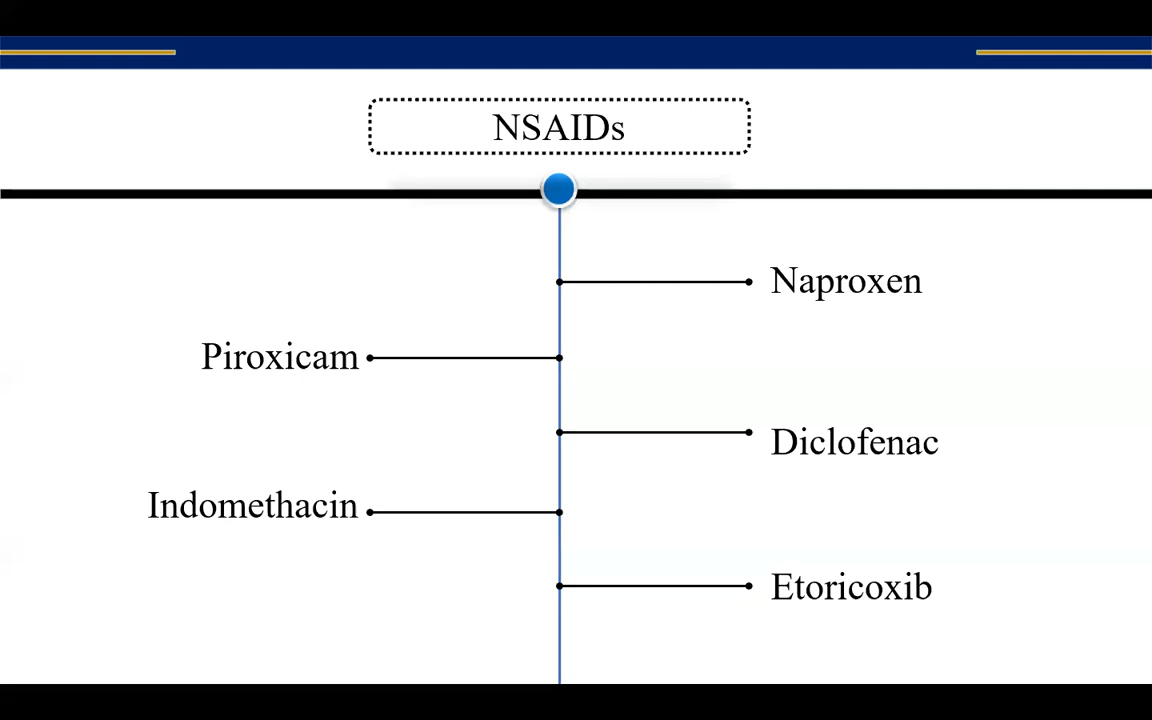 NSAIDs
Naproxen
Piroxicam
Diclofenac
Indomethacin
Etoricoxib